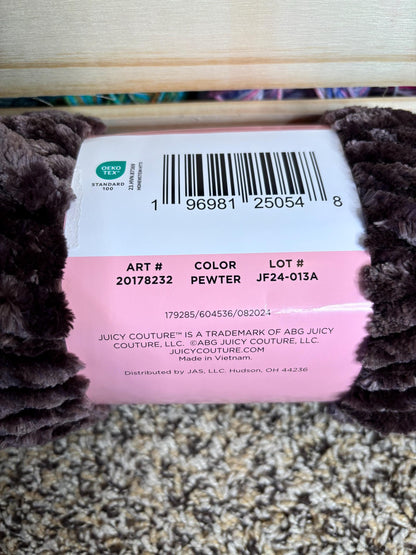 OEKO
TEX®
STANDARD
100
1 96981 25054 8
ART # COLOR LOT #
20178232 PEWTER JF24-013A
179285/604536/082024
JUICY COUTURE™ IS A TRADEMARK OF ABG JUICY
COUTURE, LLC. ©ABG JUICY COUTURE, LLC.
JUICYCOUTURE.COM
Made in Vietnam.
Distributed by JAS, LLC. Hudson, OH 44236